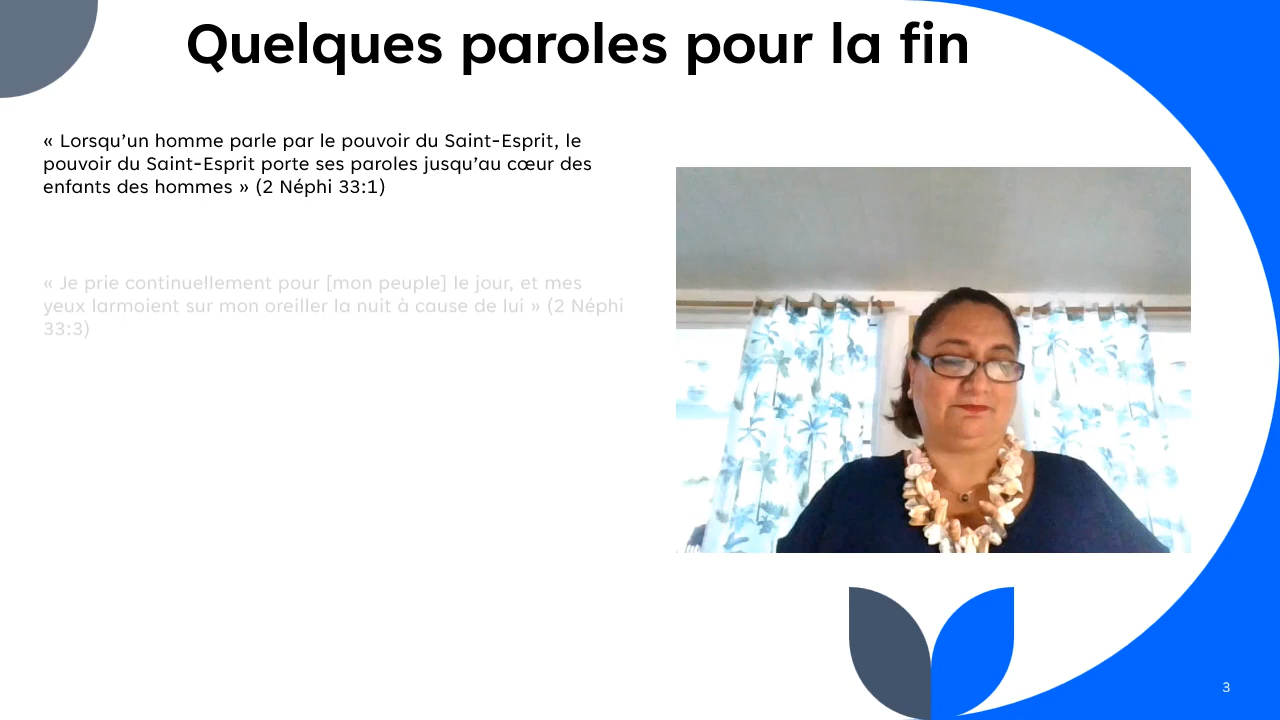 Quelques paroles pour la fin
« Lorsqu’un homme parle par le pouvoir du Saint-Esprit, le
pouvoir du Saint-Esprit porte ses paroles jusqu’au cœur des
enfants des hommes » (2 Néphi 33:1)
« Je prie continuellement pour [mon peuple] le jour, et mes
yeux larmoient sur mon oreiller la nuit à cause de lui » (2 Néphi
33:3)
3